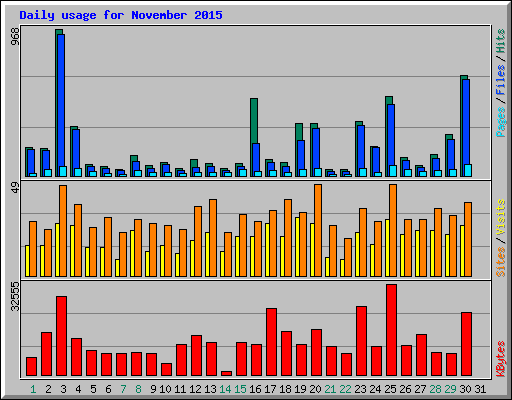 Daily usage for November 2015
968
Pages/Files/Hits
49
Sites/Visits
32555
KBytes
1 2 3 4 5 6 7 8 9 10 11 12 13 14 15 16 17 18 19 20 21 22 23 24 25 26 27 28 29 30 31